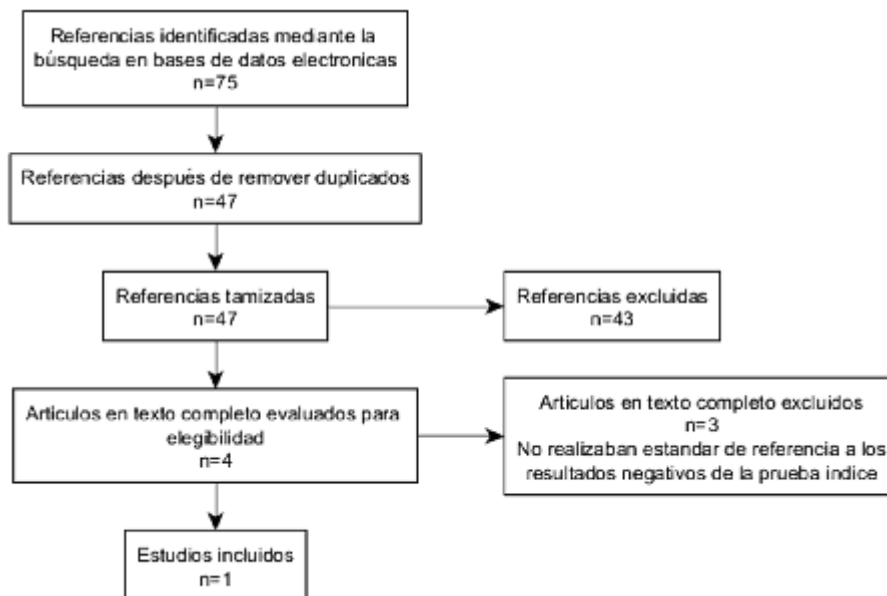 Referencias identificadas mediante la
búsqueda en bases de datos electronicas
n=75
Referencias después de remover duplicados
n=47
Referencias tamizadas
n=47
Referencias excluidas
n=43
Articulos en texto completo evaluados para
elegibilidad
n=4
Articulos en texto completo excluidos
n=3
No realizaban estandar de referencia a los
resultados negativos de la prueba indice
Estudios incluidos
n=1